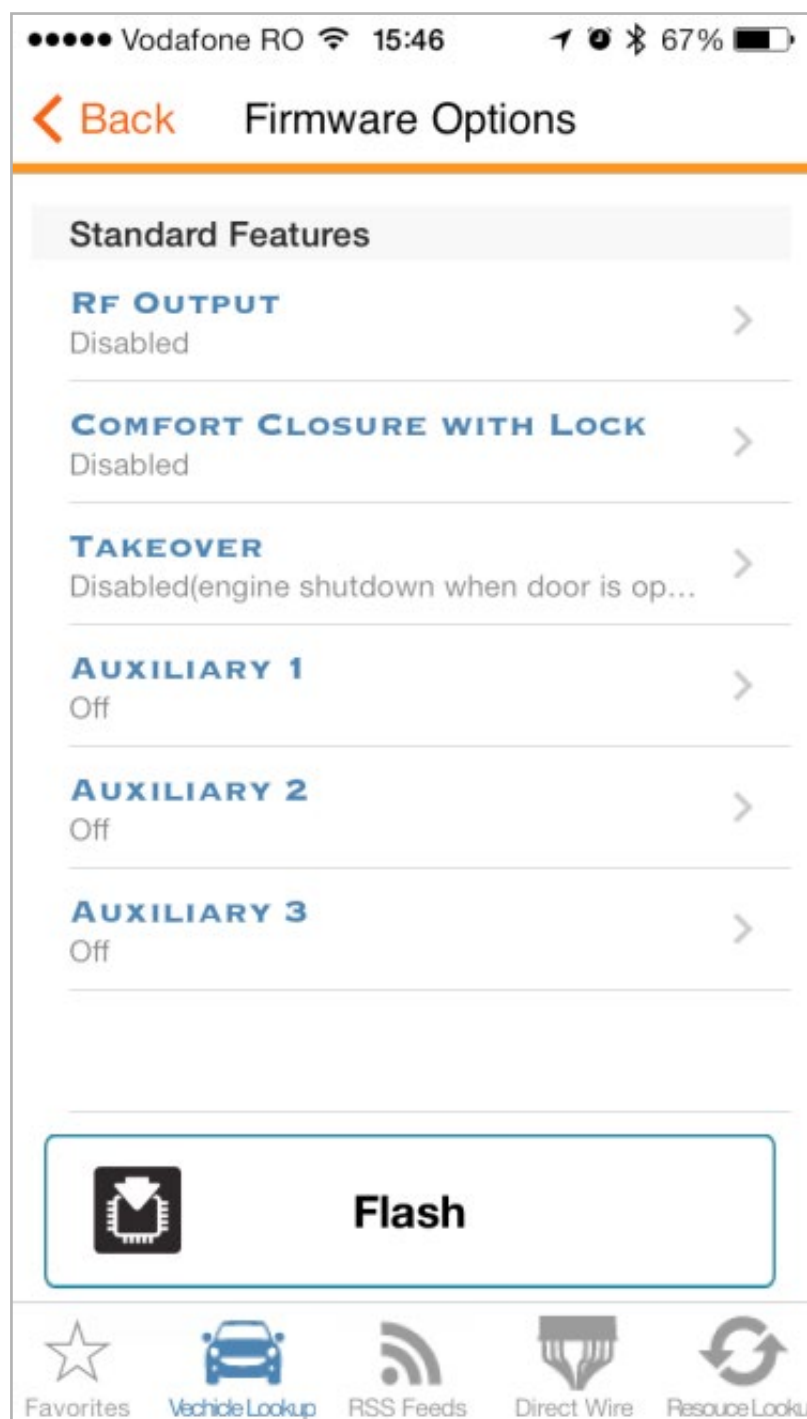 Vodafone RO 15:46 67%
Back Firmware Options
Standard Features
RF OUTPUT
Disabled
COMFORT CLOSURE WITH LOCK
Disabled
TAKEOVER
Disabled(engine shutdown when door is op...
AUXILIARY 1
Off
AUXILIARY 2
Off
AUXILIARY 3
Off
Flash
Favorites Vechicle Lookup RSS Feeds Direct Wire Resouce Looku